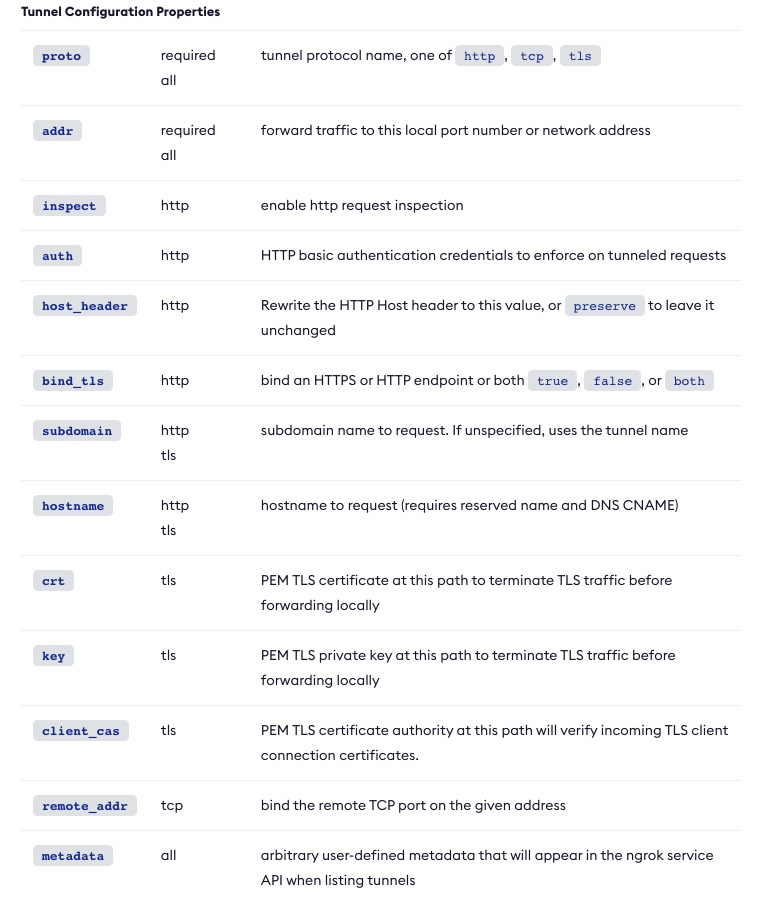 Tunnel Configuration Properties
proto required tunnel protocol name, one of http , tcp , tls
all
addr required forward traffic to this local port number or network address
all
inspect http enable http request inspection
auth http HTTP basic authentication credentials to enforce on tunneled requests
host_header http Rewrite the HTTP Host header to this value, or preserve to leave it
unchanged
bind_tls http bind an HTTPS or HTTP endpoint or both true , false , or both
subdomain http subdomain name to request. If unspecified, uses the tunnel name
tls
hostname http hostname to request (requires reserved name and DNS CNAME)
tls
crt tls PEM TLS certificate at this path to terminate TLS traffic before
forwarding locally
key tls PEM TLS private key at this path to terminate TLS traffic before
forwarding locally
client_cas tls PEM TLS certificate authority at this path will verify incoming TLS client
connection certificates.
remote_addr tcp bind the remote TCP port on the given address
metadata all arbitrary user-defined metadata that will appear in the ngrok service
API when listing tunnels